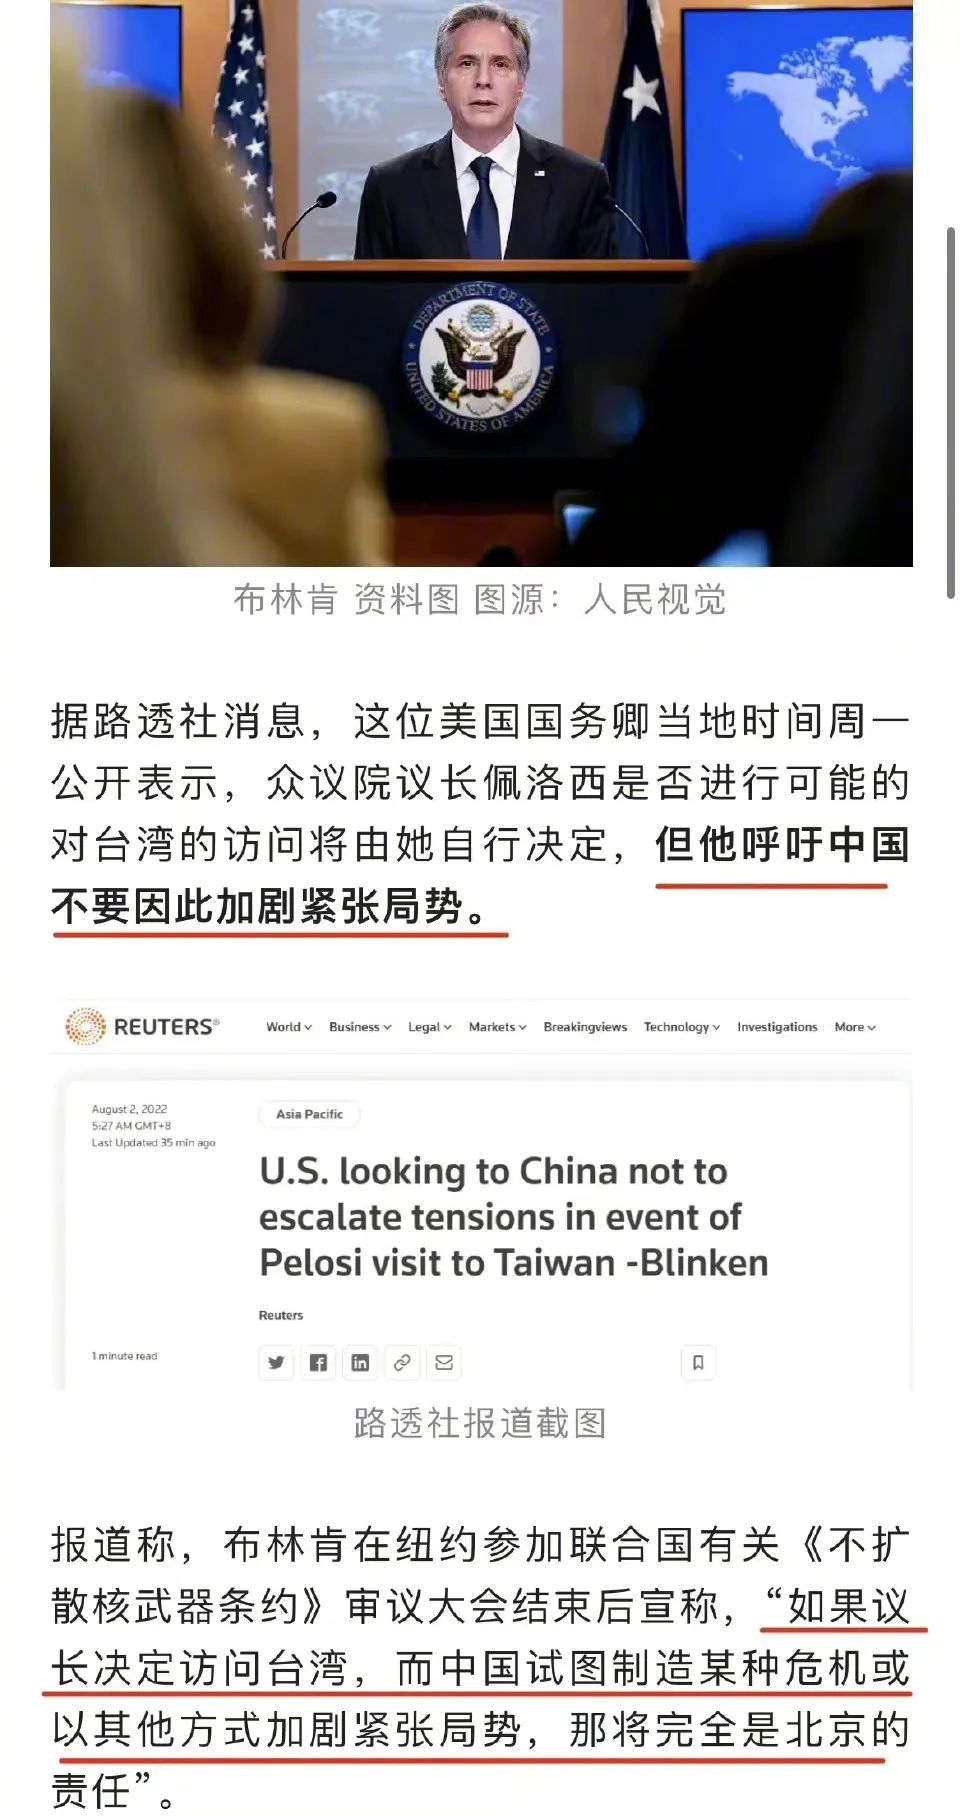 DEPARTMENT OF STATE
UNITED STATES OF AMERICA
布林肯 资料图 图源：人民视觉
据路透社消息，这位美国国务卿当地时间周一
公开表示，众议院议长佩洛西是否进行可能的
对台湾的访问将由她自行决定，但他呼吁中国
不要因此加剧紧张局势。
REUTERS®
World Business Legal Markets Breakingviews Technology Investigations More
August 2, 2022
5:27 AM GMT+8
Last Updated 35 min ago
Asia Pacific
U.S. looking to China not to
escalate tensions in event of
Pelosi visit to Taiwan -Blinken
Reuters
1 minute read
路透社报道截图
报道称，布林肯在纽约参加联合国有关《不扩
散核武器条约》审议大会结束后宣称，“如果议
长决定访问台湾，而中国试图制造某种危机或
以其他方式加剧紧张局势，那将完全是北京的
责任”。